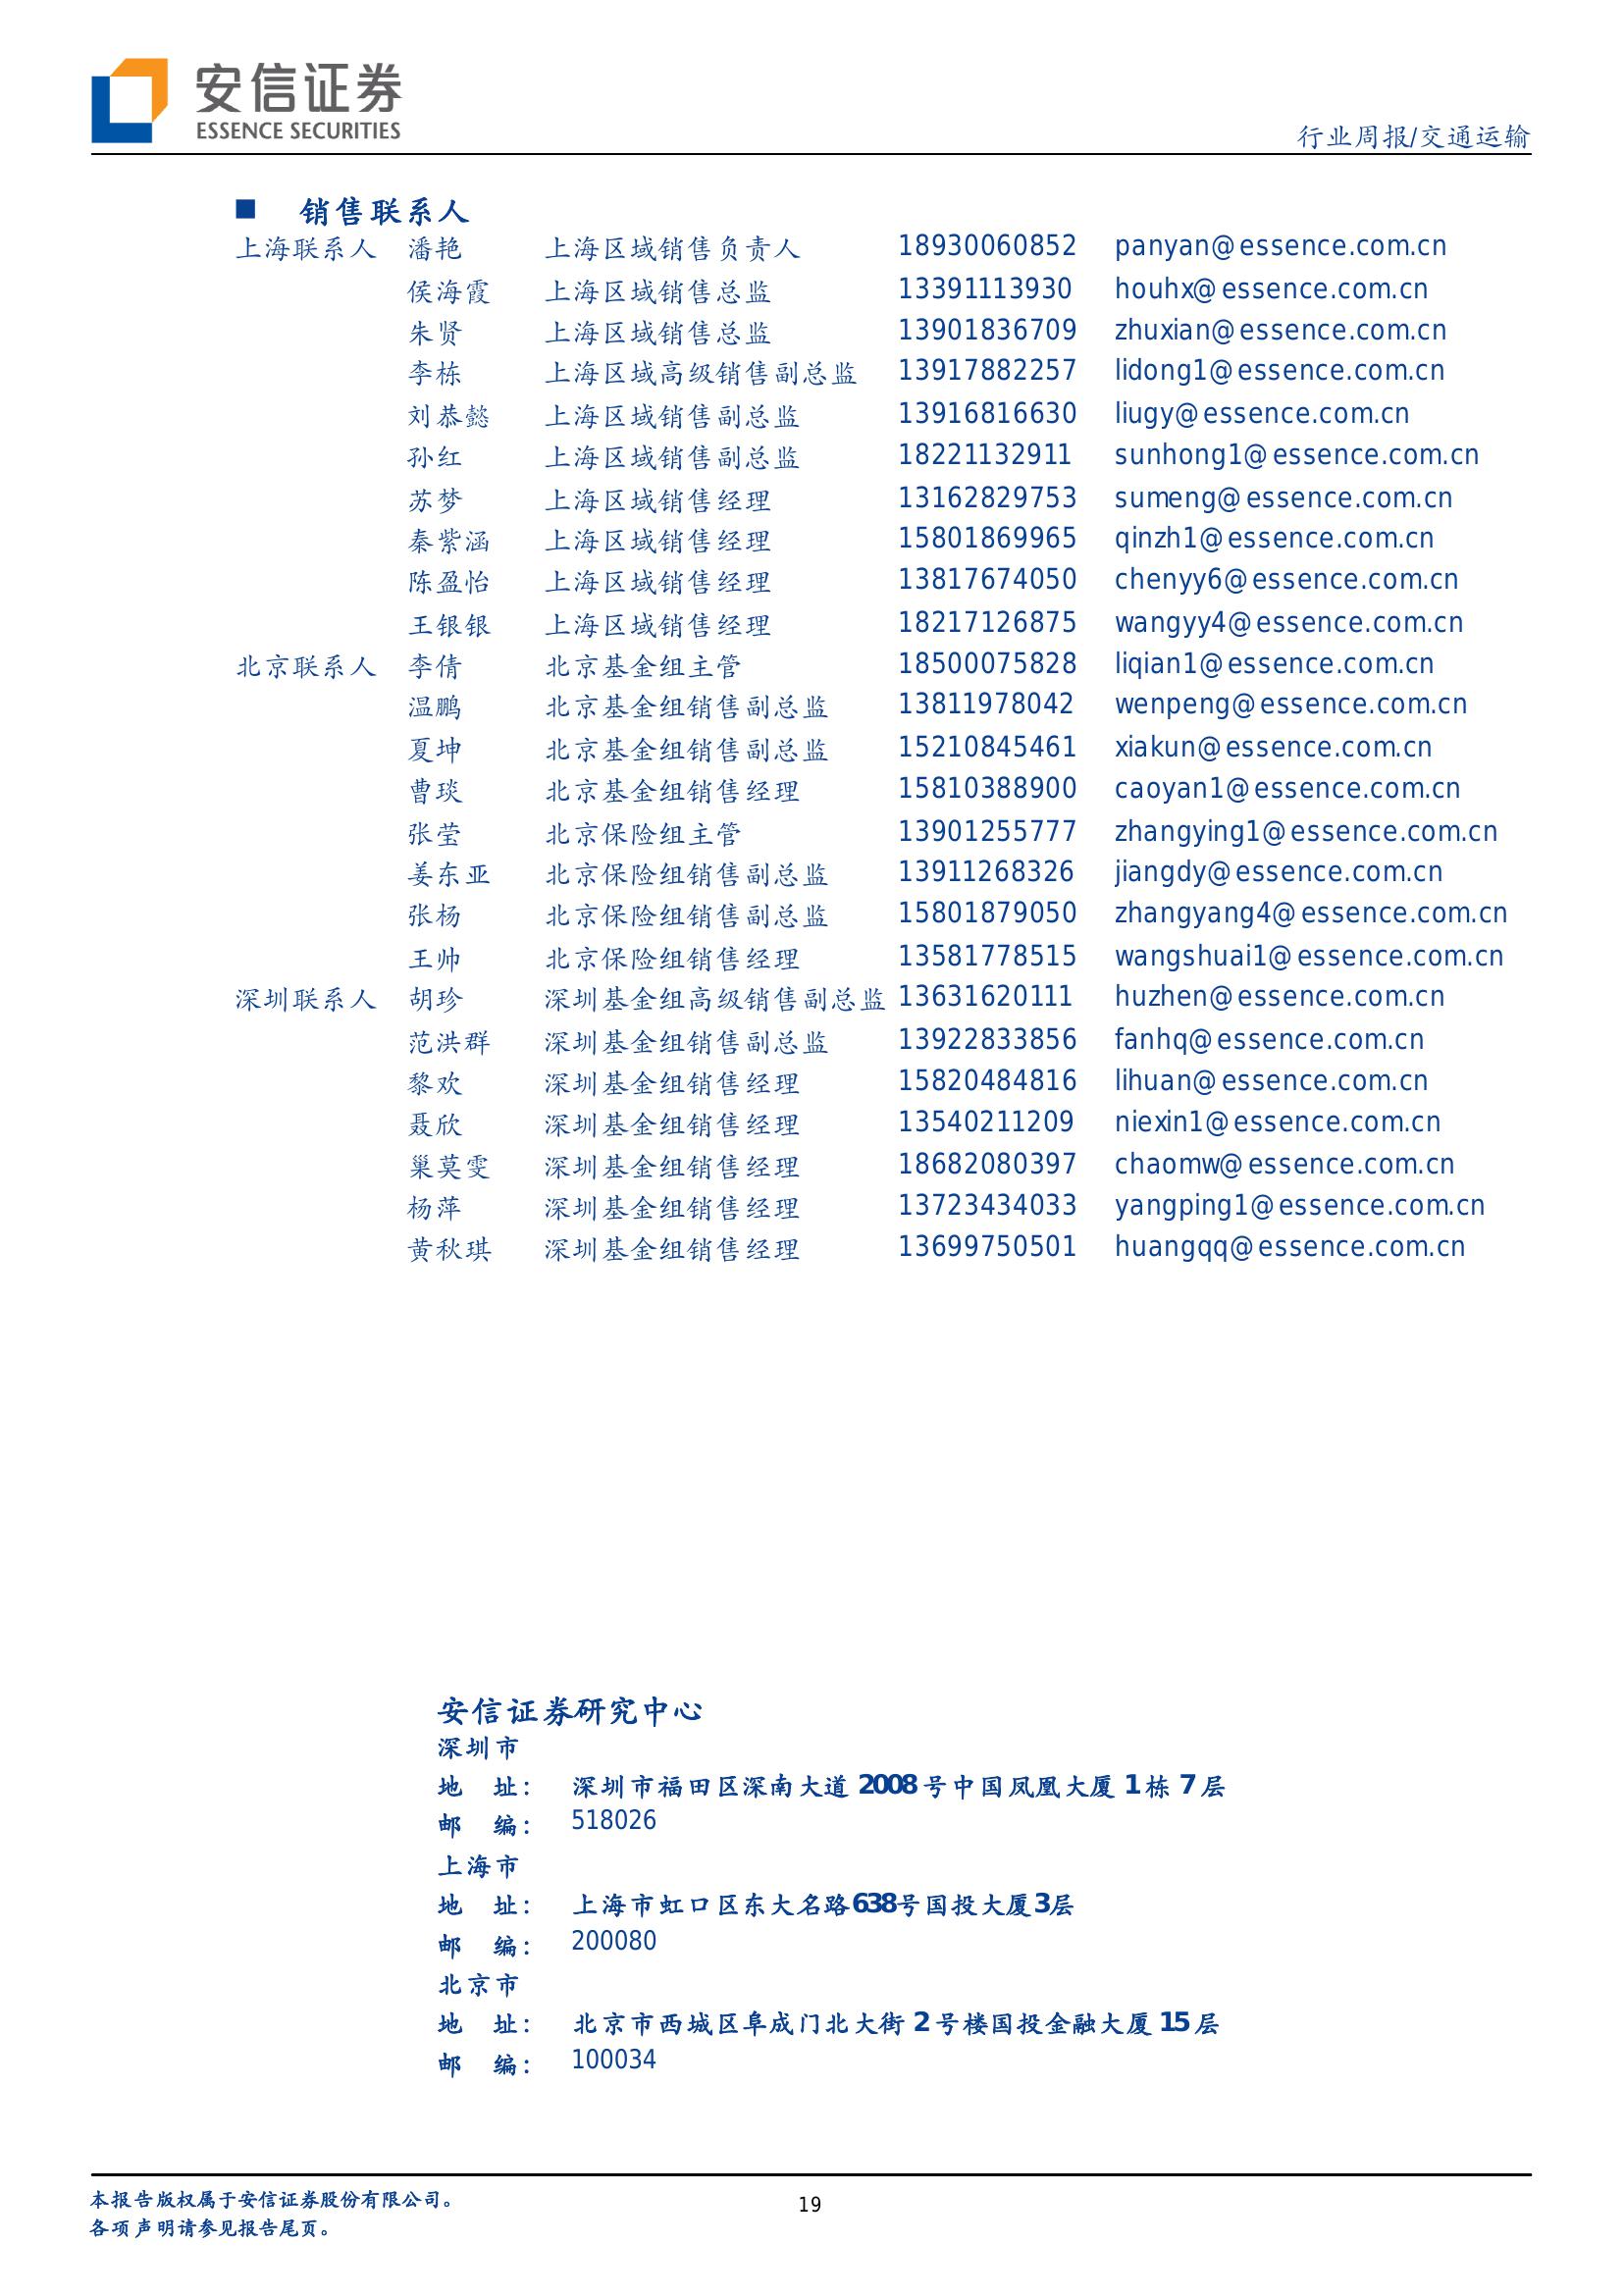 安信证券
ESSENCE SECURITIES
行业周报/交通运输
■ 销售联系人
上海联系人 潘艳 上海区域销售负责人 18930060852 panyan@essence.com.cn
侯海霞 上海区域销售总监 13391113930 houhx@essence.com.cn
朱贤 上海区域销售总监 13901836709 zhuxian@essence.com.cn
李栋 上海区域高级销售副总监 13917882257 lidong1@essence.com.cn
刘恭懿 上海区域销售副总监 13916816630 liugy@essence.com.cn
孙红 上海区域销售副总监 18221132911 sunhong1@essence.com.cn
苏梦 上海区域销售经理 13162829753 sumeng@essence.com.cn
秦紫涵 上海区域销售经理 15801869965 qinzh1@essence.com.cn
陈盈怡 上海区域销售经理 13817674050 chenyy6@essence.com.cn
王银银 上海区域销售经理 18217126875 wangyy4@essence.com.cn
北京联系人 李倩 北京基金组主管 18500075828 liqian1@essence.com.cn
温鹏 北京基金组销售副总监 13811978042 wenpeng@essence.com.cn
夏坤 北京基金组销售副总监 15210845461 xiakun@essence.com.cn
曹琰 北京基金组销售经理 15810388900 caoyan1@essence.com.cn
张莹 北京保险组主管 13901255777 zhangying1@essence.com.cn
姜东亚 北京保险组销售副总监 13911268326 jiangdy@essence.com.cn
张杨 北京保险组销售副总监 15801879050 zhangyang4@essence.com.cn
王帅 北京保险组销售经理 13581778515 wangshuai1@essence.com.cn
深圳联系人 胡珍 深圳基金组高级销售副总监 13631620111 huzhen@essence.com.cn
范洪群 深圳基金组销售副总监 13922833856 fanhq@essence.com.cn
黎欢 深圳基金组销售经理 15820484816 lihuan@essence.com.cn
聂欣 深圳基金组销售经理 13540211209 niexin1@essence.com.cn
巢莫雯 深圳基金组销售经理 18682080397 chaomw@essence.com.cn
杨萍 深圳基金组销售经理 13723434033 yangping1@essence.com.cn
黄秋琪 深圳基金组销售经理 13699750501 huangqq@essence.com.cn
安信证券研究中心
深圳市
地 址： 深圳市福田区深南大道 2008 号中国凤凰大厦 1 栋 7 层
邮 编： 518026
上海市
地 址： 上海市虹口区东大名路638号国投大厦3层
邮 编： 200080
北京市
地 址： 北京市西城区阜成门北大街 2 号楼国投金融大厦 15 层
邮 编： 100034
本报告版权属于安信证券股份有限公司。
各项声明请参见报告尾页。
19